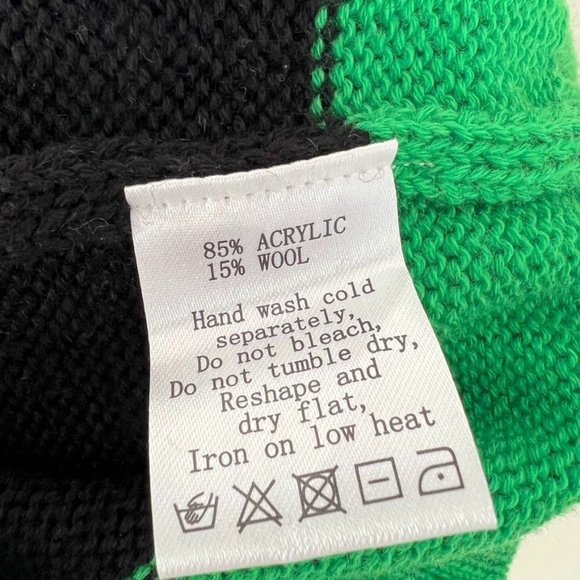 85% ACRYLIC
15% WOOL
Hand wash cold
separately,
Do not bleach,
Do not tumble dry,
Reshape and
dry flat,
Iron on low heat